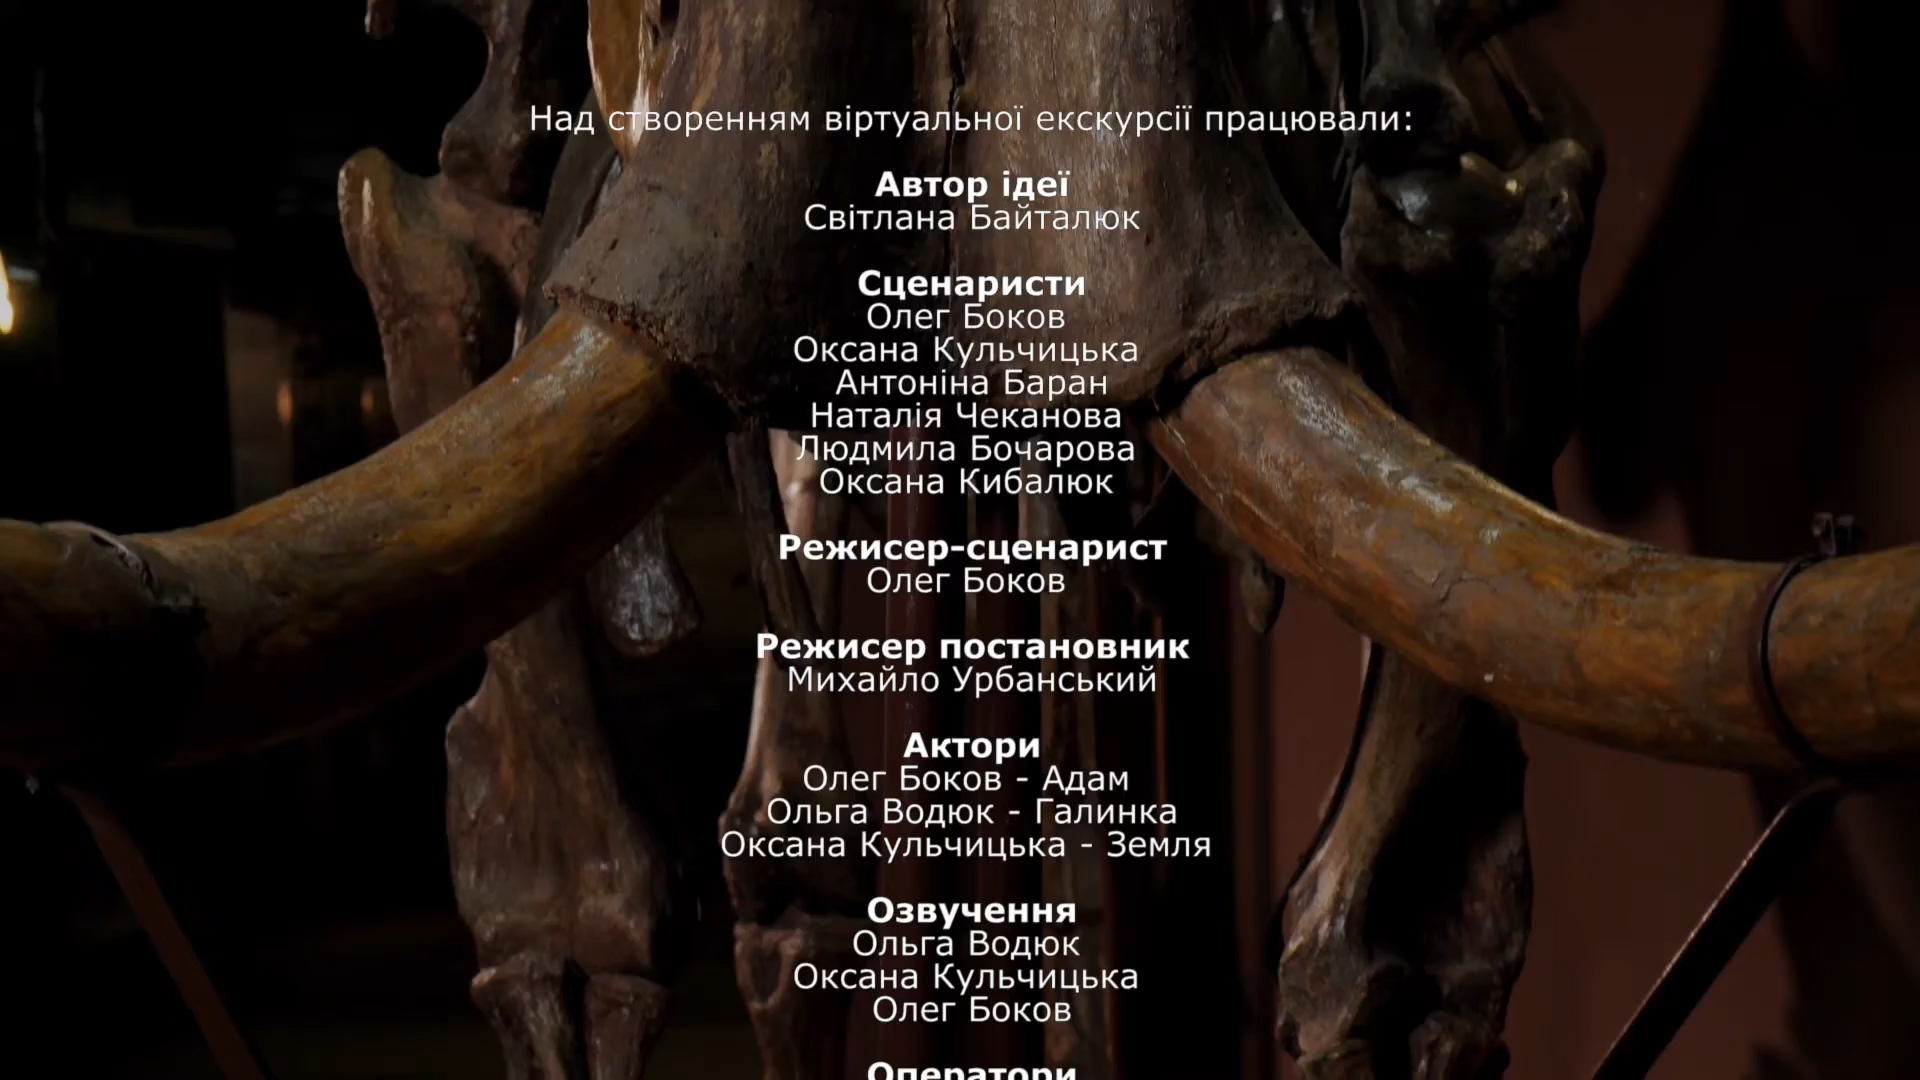 Над створенням віртуальної екскурсії працювали:
Автор ідеї
Світлана Байталюк
Сценаристи
Олег Боков
Оксана Кульчицька
Антоніна Баран
Наталія Чеканова
Людмила Бочарова
Оксана Кибалюк
Режисер-сценарист
Олег Боков
Режисер постановник
Михайло Урбанський
Актори
Олег Боков - Адам
Ольга Водюк - Галинка
Оксана Кульчицька - Земля
Озвучення
Ольга Водюк
Оксана Кульчицька
Олег Боков
Оператори